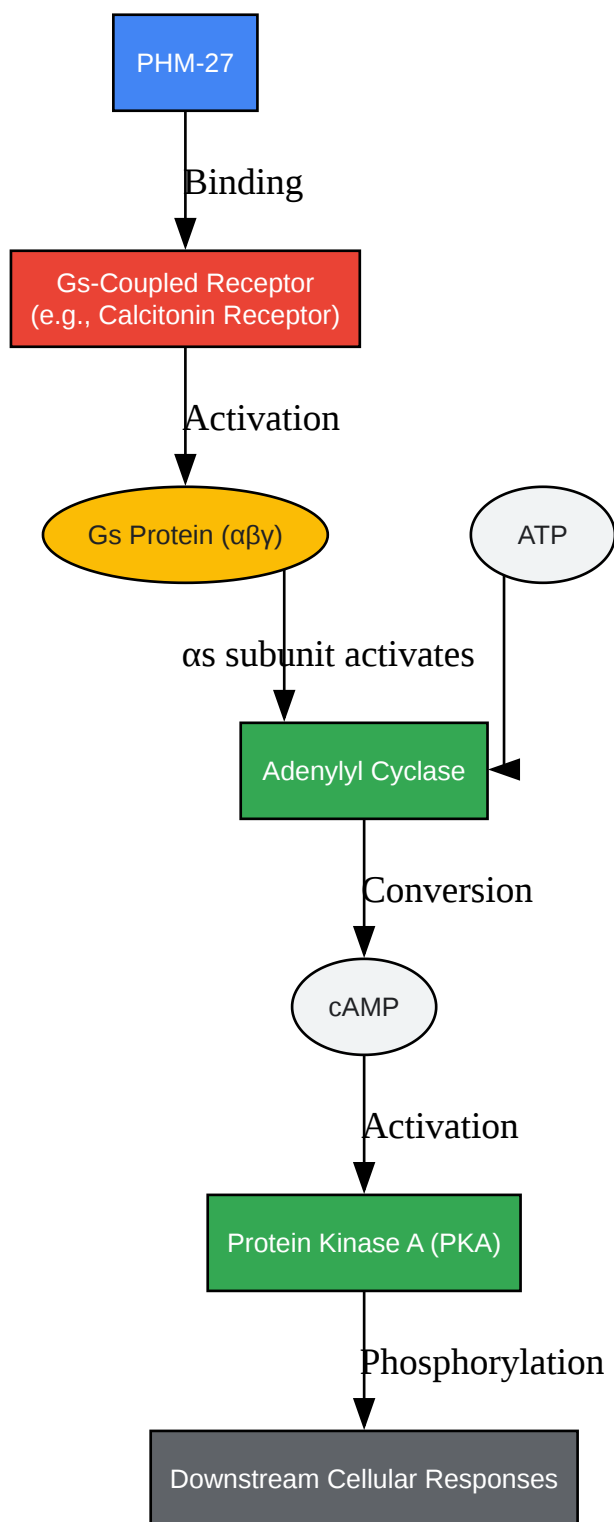 PHM-27
Binding
Gs-Coupled Receptor
(e.g., Calcitonin Receptor)
Activation
Gs Protein (αβγ)
ATP
αs subunit activates
Adenylyl Cyclase
Conversion
cAMP
Activation
Protein Kinase A (PKA)
Phosphorylation
Downstream Cellular Responses